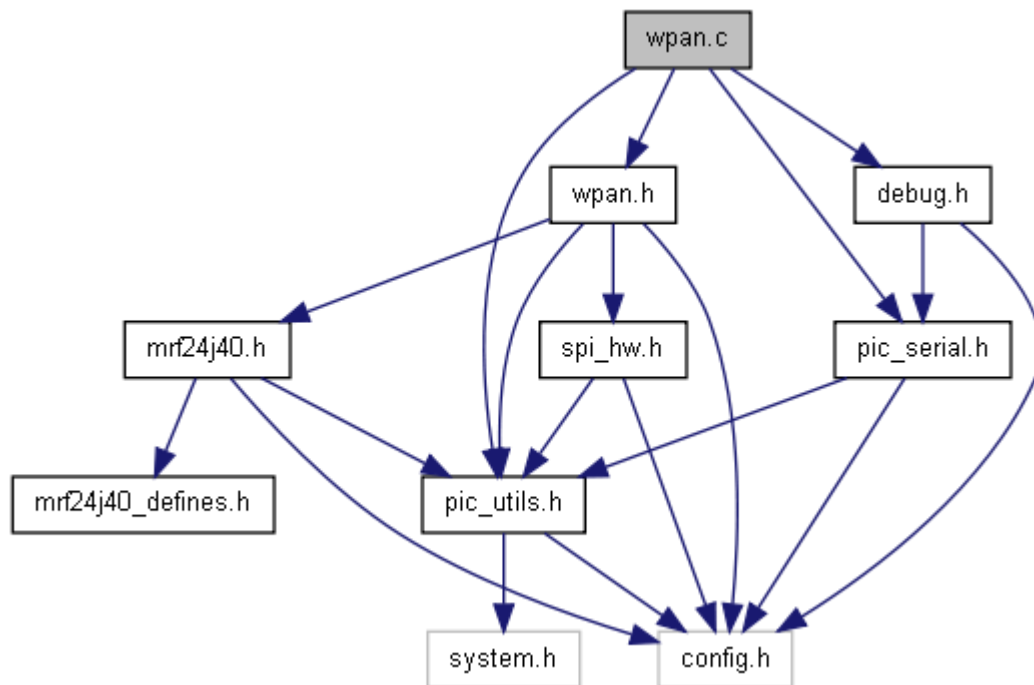 wpan.c
wpan.h
debug.h
mrf24j40.h
spi_hw.h
pic_serial.h
mrf24j40_defines.h
pic_utils.h
system.h
config.h